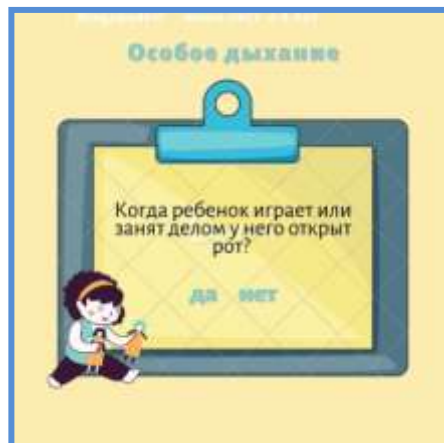 Особое дыхание
Когда ребенок играет или
занят делом у него открыт
рот?
да нет